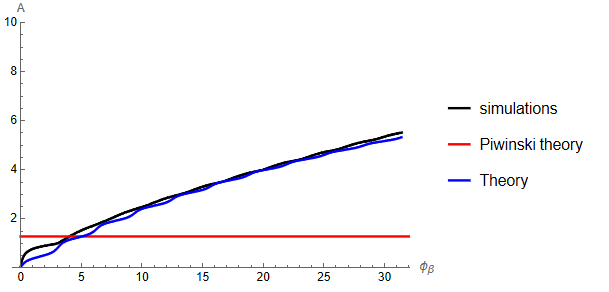 A
10
8
6
4
2
0
5
10
15
20
25
30
ϕβ
simulations
Piwinski theory
Theory